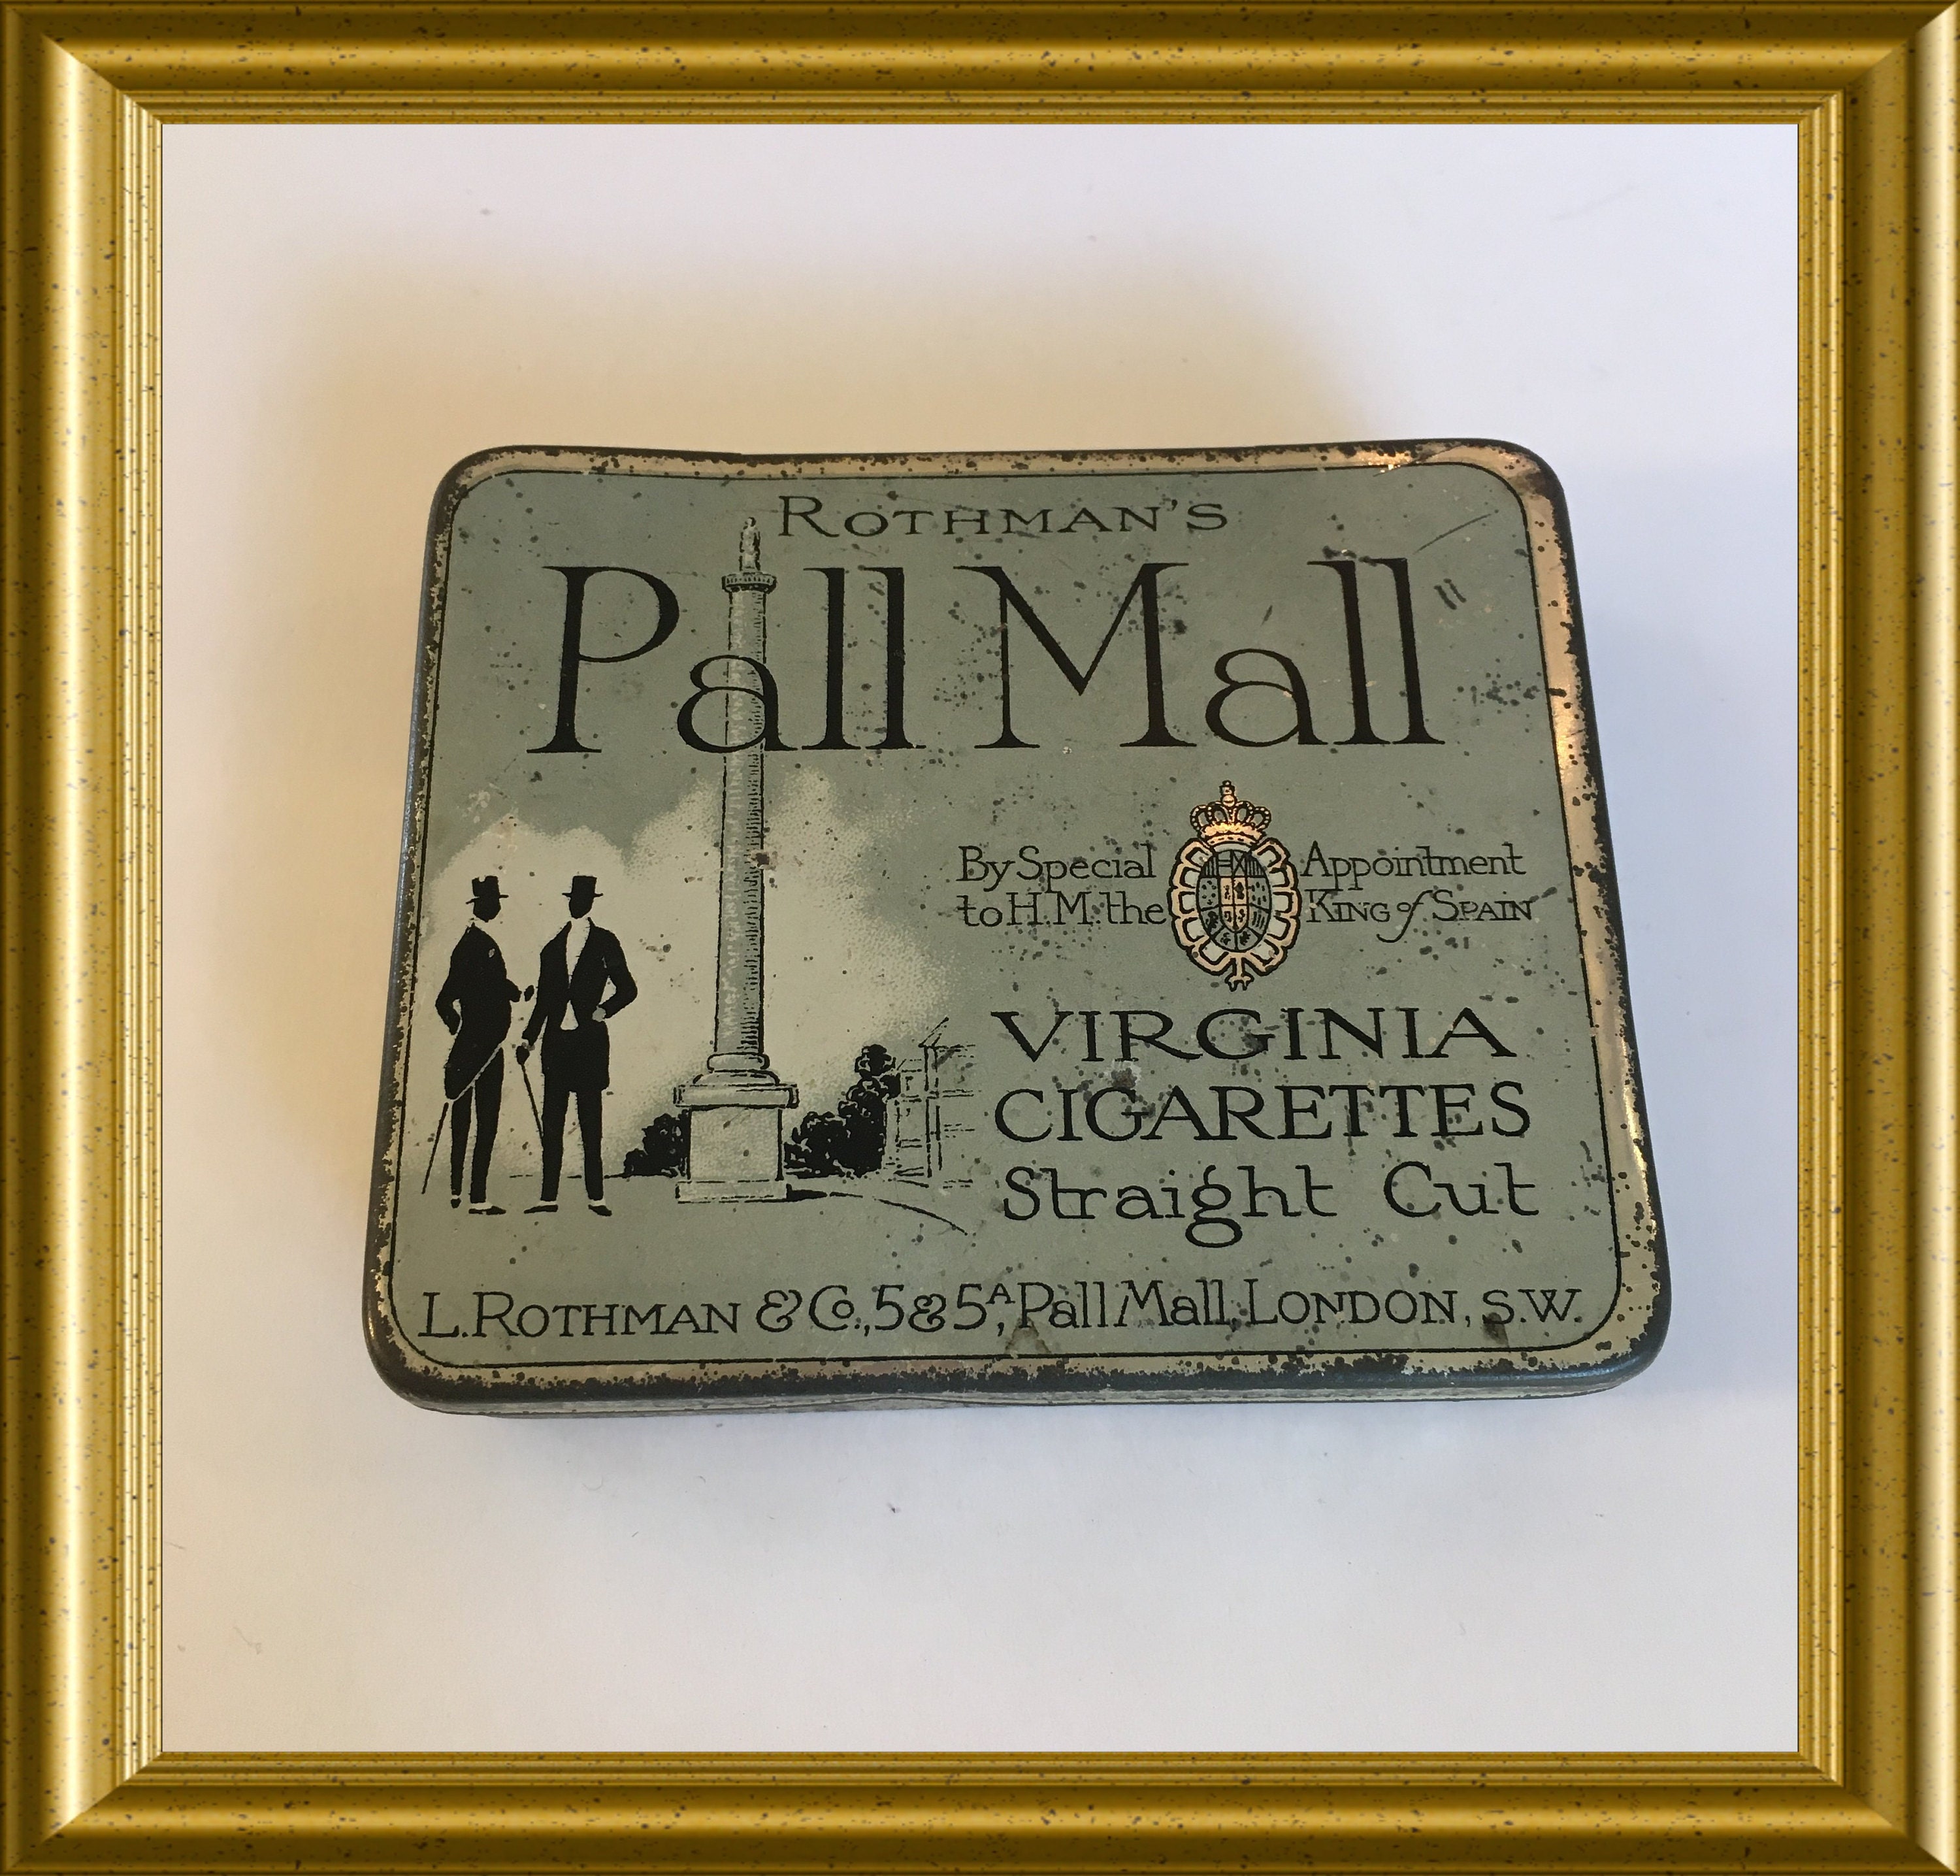 ROTHMAN'S
Pall Mall
By Special Appointment
to H.M. the KING of SPAIN
VIRGINIA
CIGARETTES
Straight Cut
L. ROTHMAN & Co., 5 & 5A, Pall Mall, LONDON, S.W.